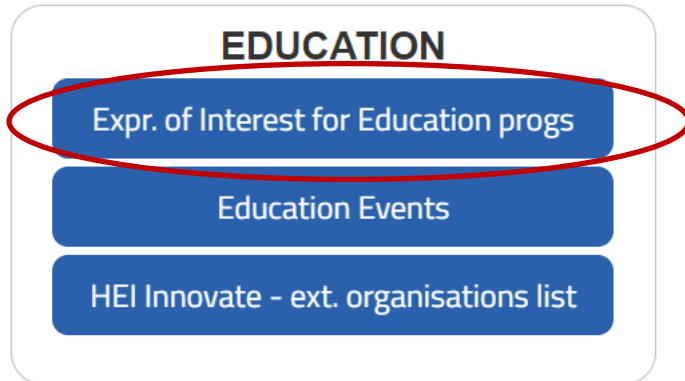 EDUCATION
Expr. of Interest for Education progs
Education Events
HEI Innovate - ext. organisations list